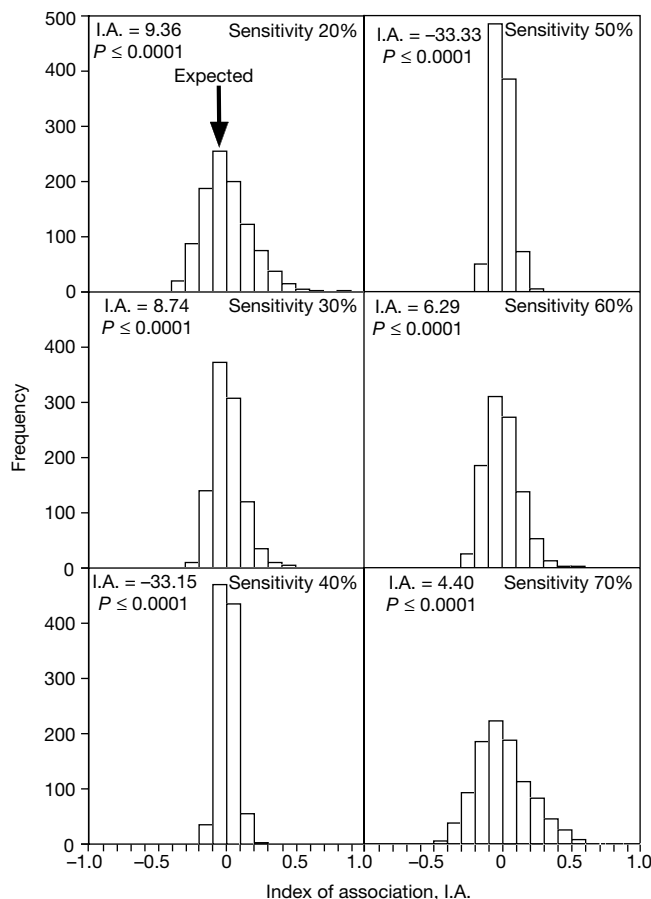 I.A. = 9.36
P ≤ 0.0001
Sensitivity 20%
Expected
I.A. = –33.33
P ≤ 0.0001
Sensitivity 50%
500
400
300
200
100
0
I.A. = 8.74
P ≤ 0.0001
Sensitivity 30%
I.A. = 6.29
P ≤ 0.0001
Sensitivity 60%
400
300
200
100
0
Frequency
I.A. = –33.15
P ≤ 0.0001
Sensitivity 40%
I.A. = 4.40
P ≤ 0.0001
Sensitivity 70%
400
300
200
100
0
–1.0 –0.5 0 0.5 1.0 –0.5 0 0.5 1.0
Index of association, I.A.